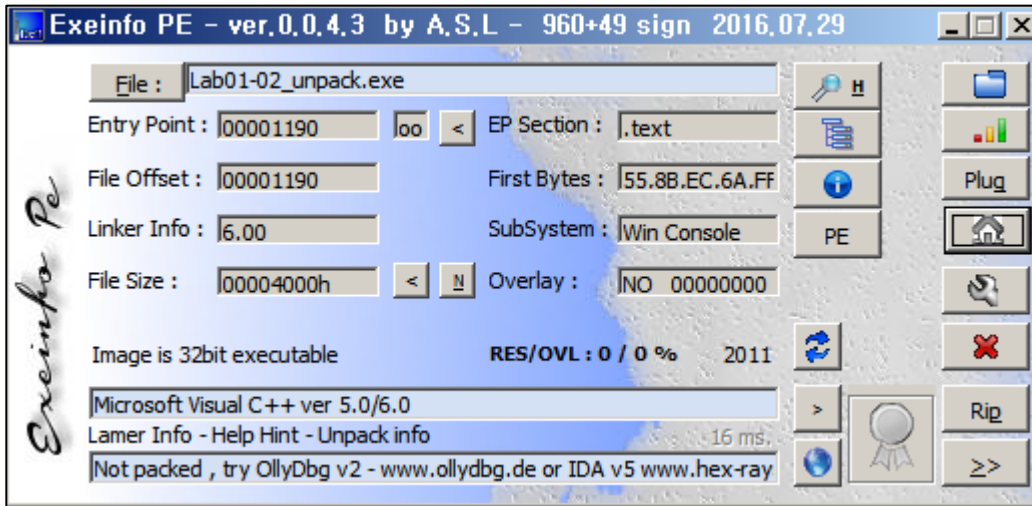 Exeinfo PE - ver.0.0.4.3 by A.S.L - 960+49 sign 2016.07.29
File : Lab01-02_unpack.exe H
Entry Point : 00001190 oo < EP Section : .text
File Offset : 00001190 First Bytes : 55.8B.EC.6A.FF Plug
Linker Info : 6.00 SubSystem : Win Console PE
File Size : 00004000h < N Overlay : NO 00000000
Image is 32bit executable RES/OVL : 0 / 0 % 2011
Microsoft Visual C++ ver 5.0/6.0 > Rip
Lamer Info - Help Hint - Unpack info 16 ms.
Not packed , try OllyDbg v2 - www.ollydbg.de or IDA v5 www.hex-ray >>
Exeinfo Pe